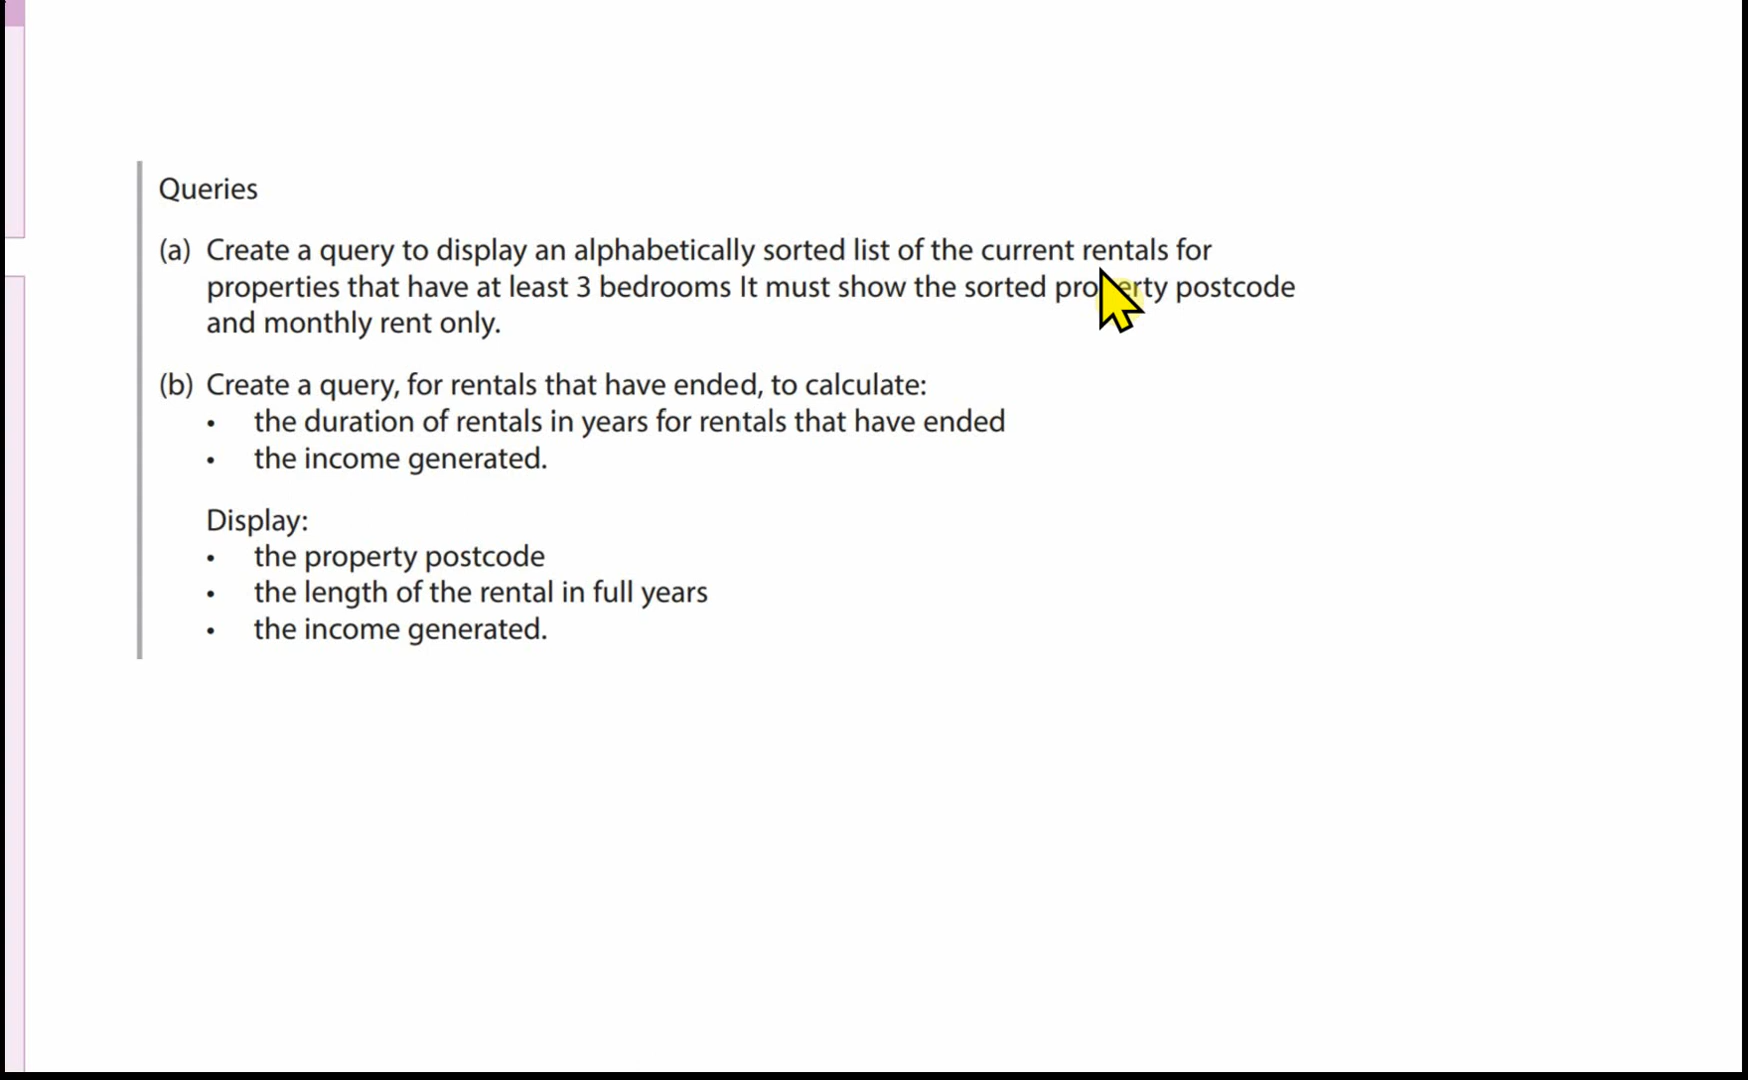 Queries
(a) Create a query to display an alphabetically sorted list of the current rentals for
properties that have at least 3 bedrooms It must show the sorted property postcode
and monthly rent only.
(b) Create a query, for rentals that have ended, to calculate:
• the duration of rentals in years for rentals that have ended
• the income generated.
Display:
• the property postcode
• the length of the rental in full years
• the income generated.